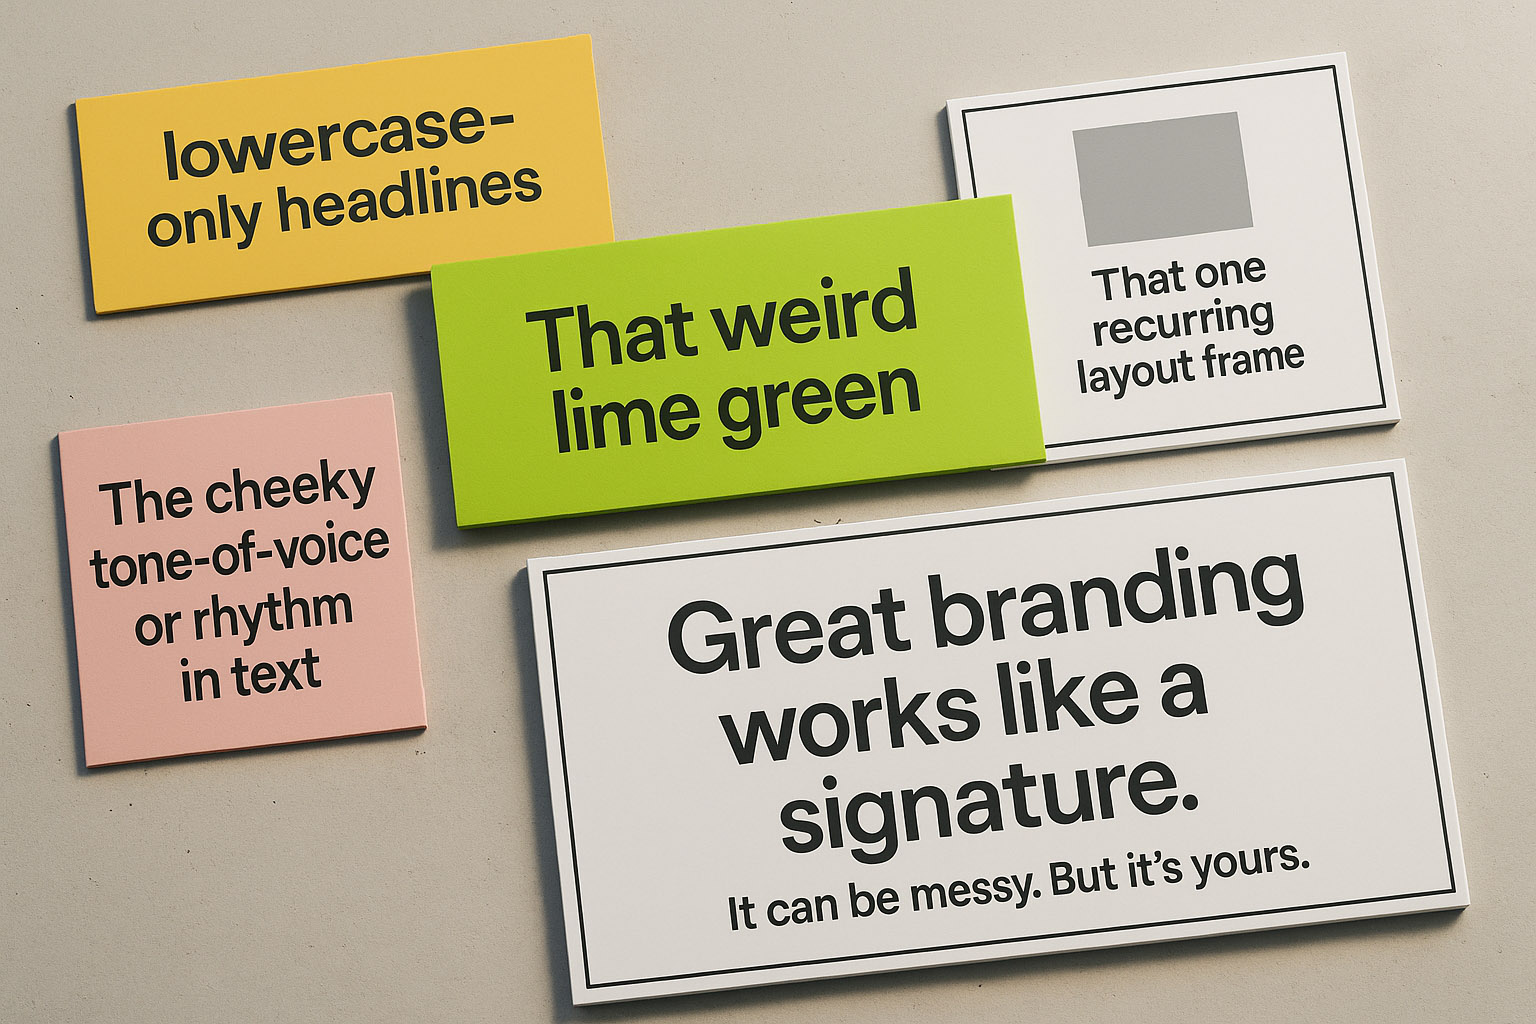 lowercase-
only headlines
That weird
lime green
That one
recurring
layout frame
The cheeky
tone-of-voice
or rhythm
in text
Great branding
works like a
signature.
It can be messy. But it's yours.